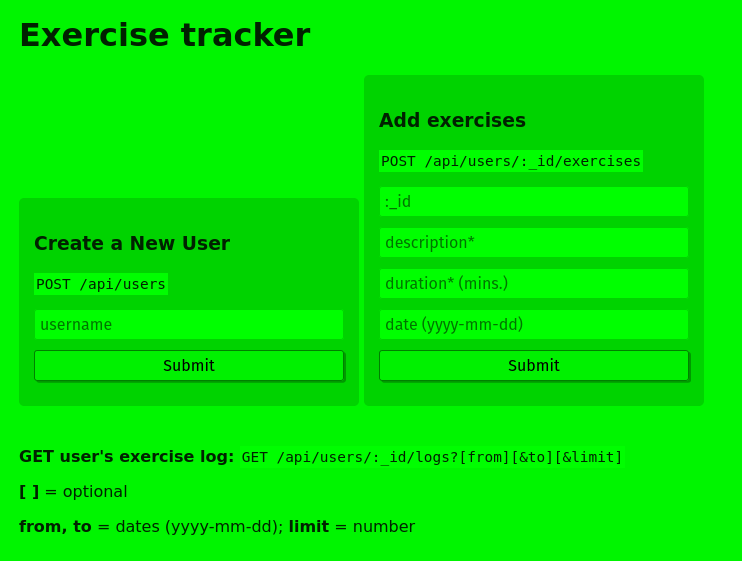 Exercise tracker
Create a New User
POST /api/users
username
Submit
Add exercises
POST /api/users/:_id/exercises
:_id
description*
duration* (mins.)
date (yyyy-mm-dd)
Submit
GET user's exercise log: GET /api/users/:_id/logs?[from][&to][&limit]
[ ] = optional
from, to = dates (yyyy-mm-dd); limit = number